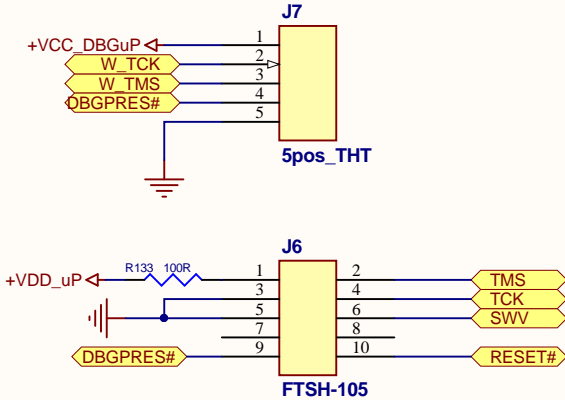 J7
+VCC_DBGuP 1
W_TCK 2
W_TMS 3
DBGPRES# 4
5
5pos_THT
J6
+VDD_uP R133 100R 1 2 TMS
3 4 TCK
5 6 SWV
7 8
DBGPRES# 9 10 RESET#
FTSH-105